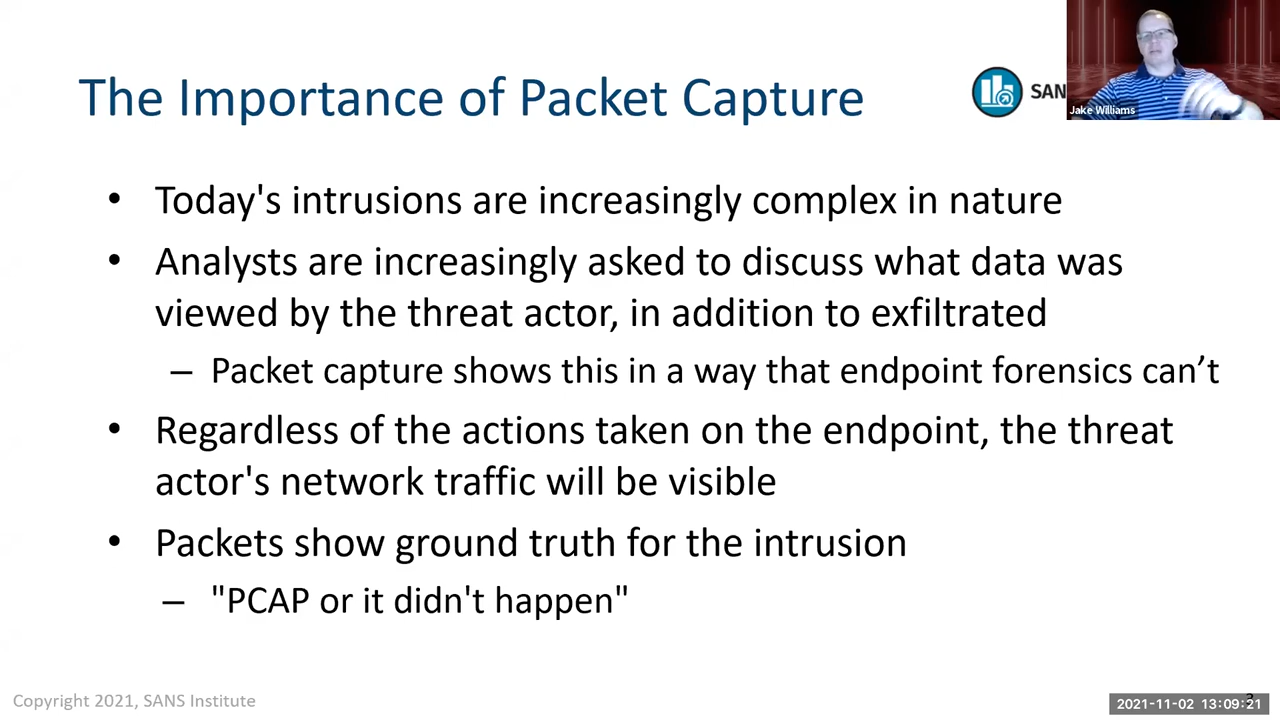 The Importance of Packet Capture
SAN
Jake Williams
• Today's intrusions are increasingly complex in nature
• Analysts are increasingly asked to discuss what data was
viewed by the threat actor, in addition to exfiltrated
– Packet capture shows this in a way that endpoint forensics can’t
• Regardless of the actions taken on the endpoint, the threat
actor's network traffic will be visible
• Packets show ground truth for the intrusion
– "PCAP or it didn't happen"
Copyright 2021, SANS Institute
2021-11-02 13:09:21